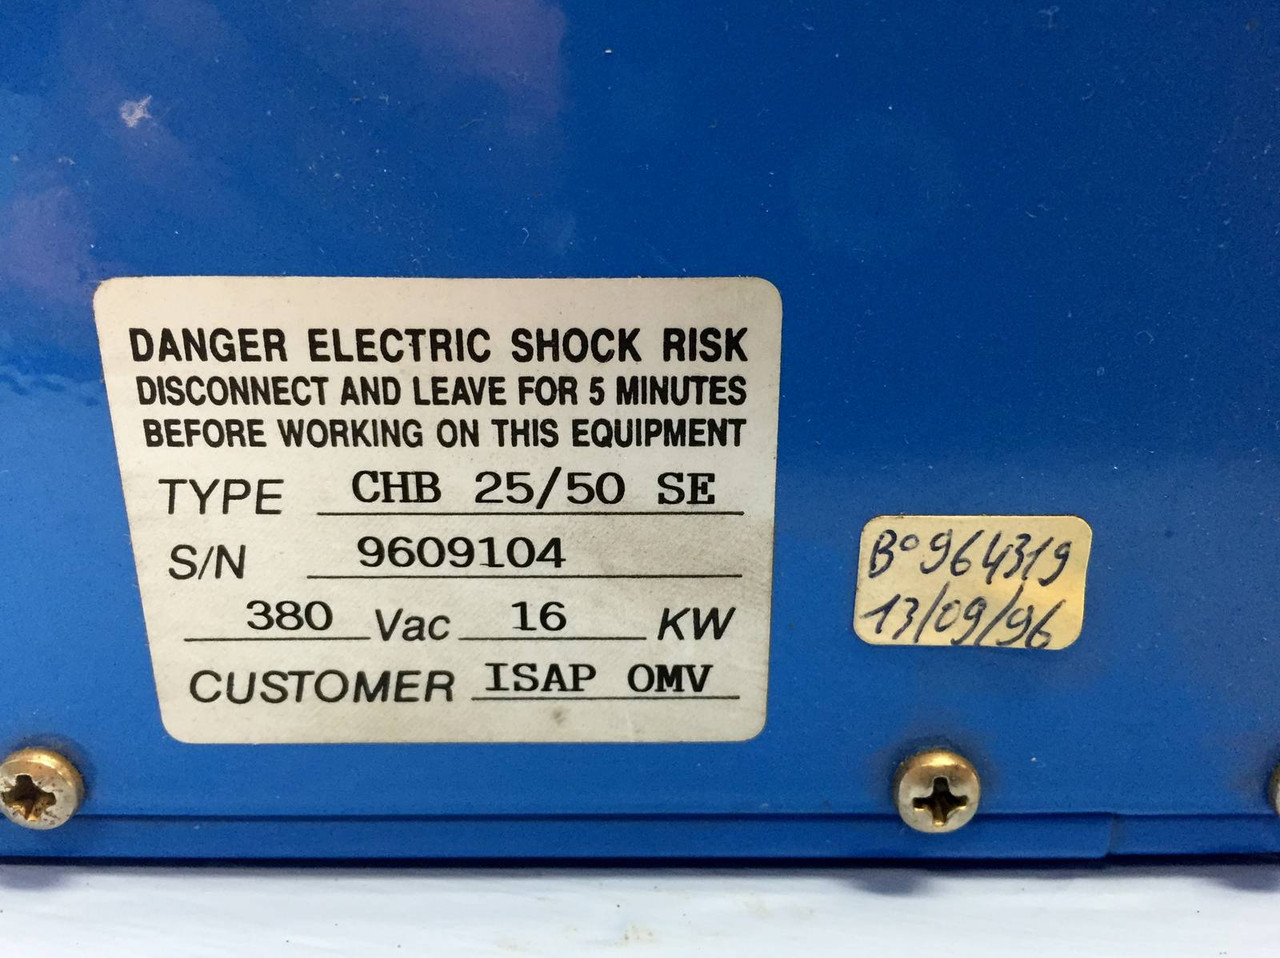 DANGER ELECTRIC SHOCK RISK
DISCONNECT AND LEAVE FOR 5 MINUTES
BEFORE WORKING ON THIS EQUIPMENT
TYPE CHB 25/50 SE
S/N 9609104
380 Vac 16 KW
CUSTOMER ISAP OMV
B° 964319
13/09/96